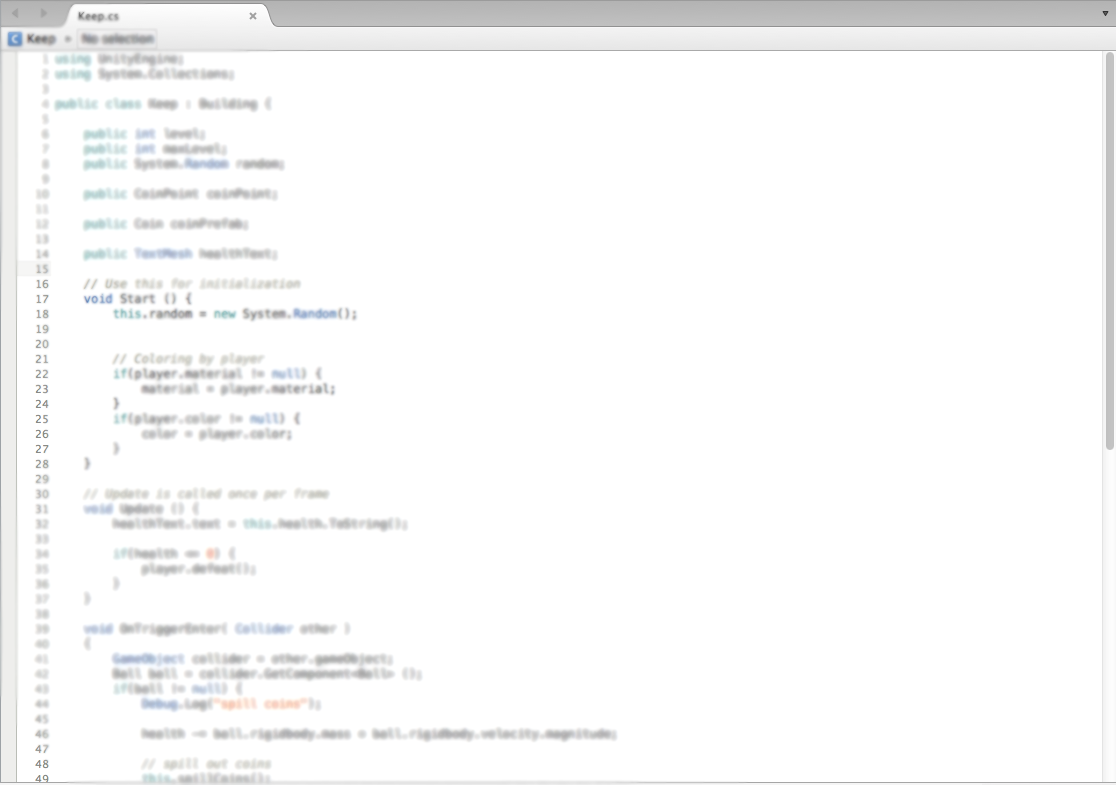 Keep.cs
Keep ▸ No selection
1 using UnityEngine;
2 using System.Collections;
3
4 public class Keep : Building {
5
6 public int level;
7 public int maxLevel;
8 public System.Random random;
9
10 public CoinPoint coinPoint;
11
12 public Coin coinPrefab;
13
14 public TextMesh healthText;
15
16 // Use this for initialization
17 void Start () {
18 this.random = new System.Random();
19
20
21 // Coloring by player
22 if(player.material != null) {
23 material = player.material;
24 }
25 if(player.color != null) {
26 color = player.color;
27 }
28 }
29
30 // Update is called once per frame
31 void Update () {
32 healthText.text = this.health.ToString();
33
34 if(health <= 0) {
35 player.defeat();
36 }
37 }
38
39 void OnTriggerEnter( Collider other )
40 {
41 GameObject collider = other.gameObject;
42 Ball ball = collider.GetComponent<Ball> ();
43 if(ball != null) {
44 Debug.Log("spill coins");
45
46 health -= ball.rigidbody.mass * ball.rigidbody.velocity.magnitude;
47
48 // spill out coins
49 this.spillCoins();